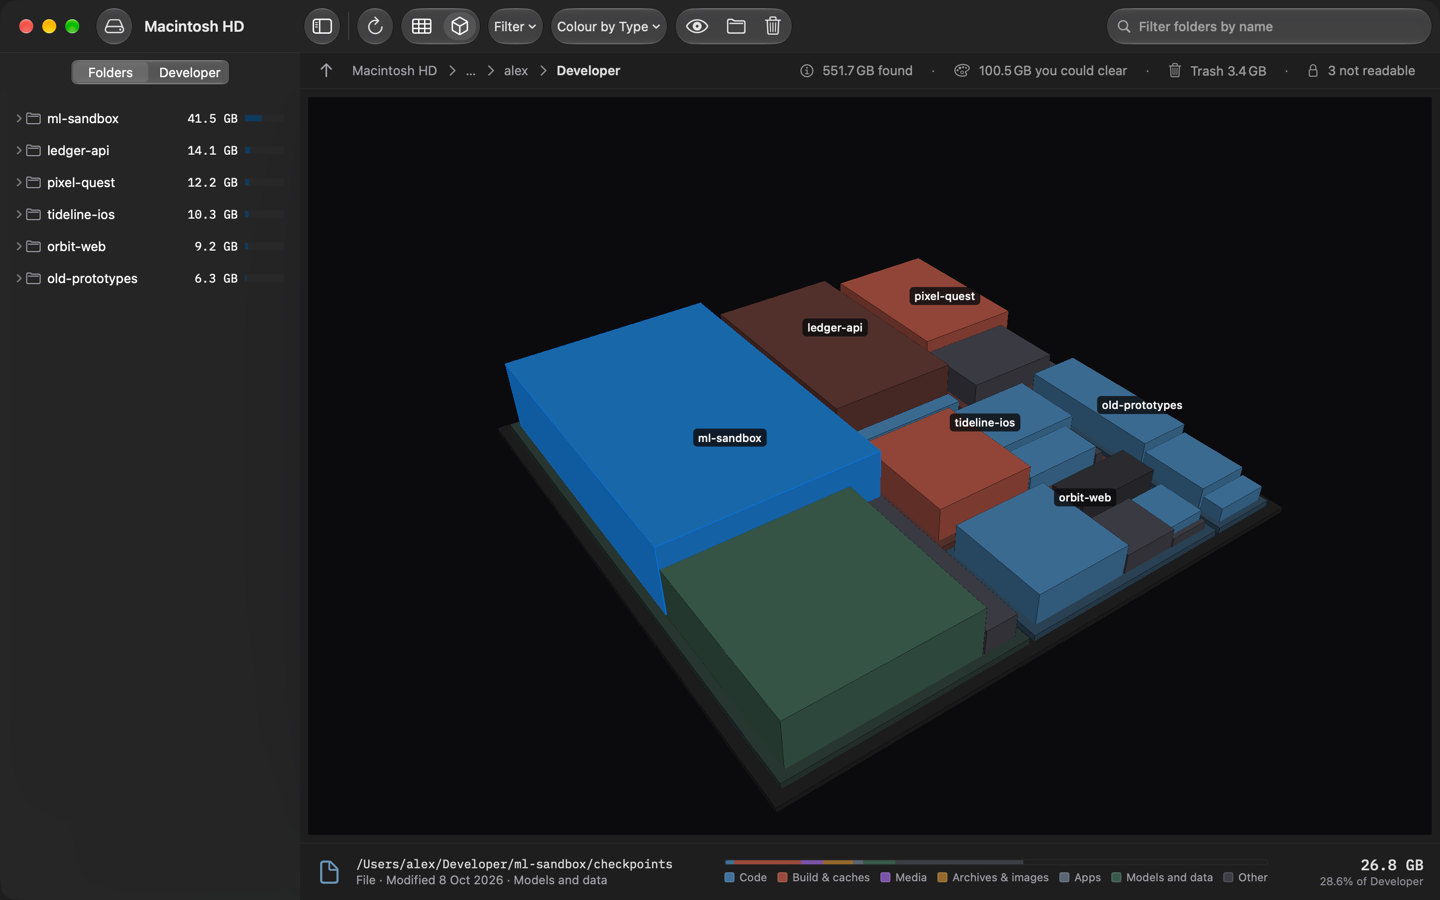 Macintosh HD
Filter
Colour by Type
Filter folders by name
Folders
Developer
Macintosh HD
...
alex
Developer
551.7 GB found
·
100.5 GB you could clear
·
Trash 3.4 GB
·
3 not readable
ml-sandbox 41.5 GB
ledger-api 14.1 GB
pixel-quest 12.2 GB
tideline-ios 10.3 GB
orbit-web 9.2 GB
old-prototypes 6.3 GB
pixel-quest
ledger-api
old-prototypes
tideline-ios
ml-sandbox
orbit-web
/Users/alex/Developer/ml-sandbox/checkpoints
File · Modified 8 Oct 2026 · Models and data
Code
Build & caches
Media
Archives & images
Apps
Models and data
Other
26.8 GB
28.6% of Developer